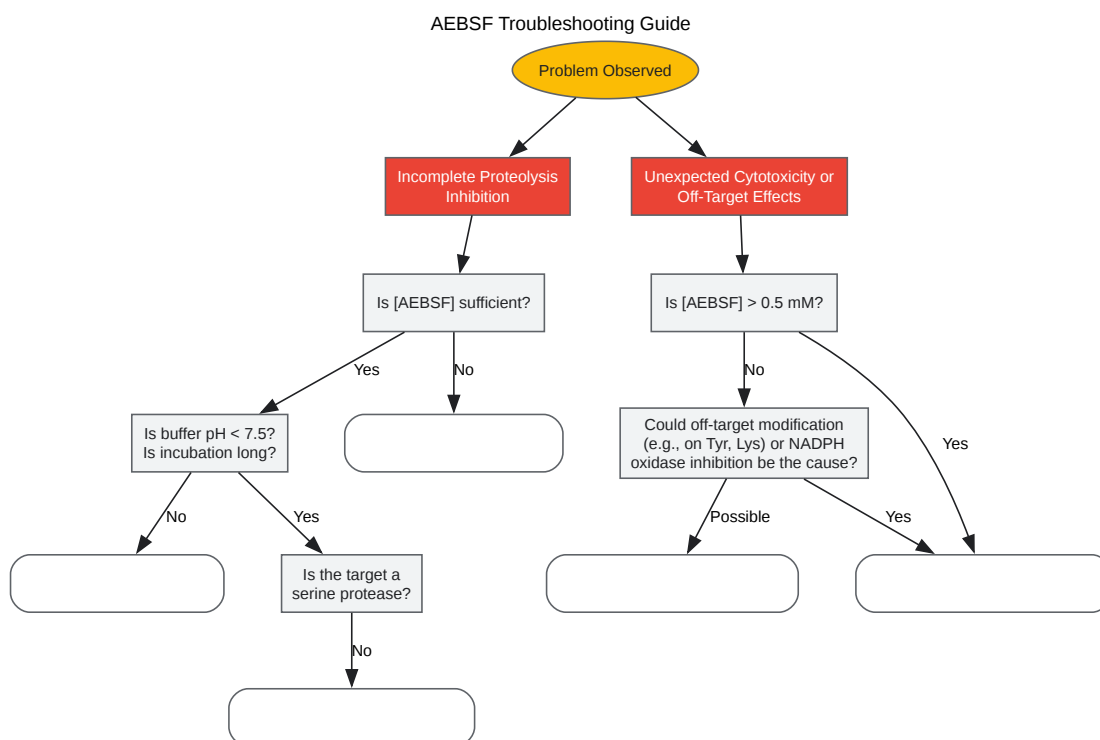 AEBSF Troubleshooting Guide
Problem Observed
Incomplete Proteolysis
Inhibition
Unexpected Cytotoxicity or
Off-Target Effects
Is [AEBSF] sufficient?
Is [AEBSF] > 0.5 mM?
Yes
No
No
Yes
Is buffer pH < 7.5?
Is incubation long?
Could off-target modification
(e.g., on Tyr, Lys) or NADPH
oxidase inhibition be the cause?
No
Yes
Possible
Yes
Is the target a
serine protease?
No